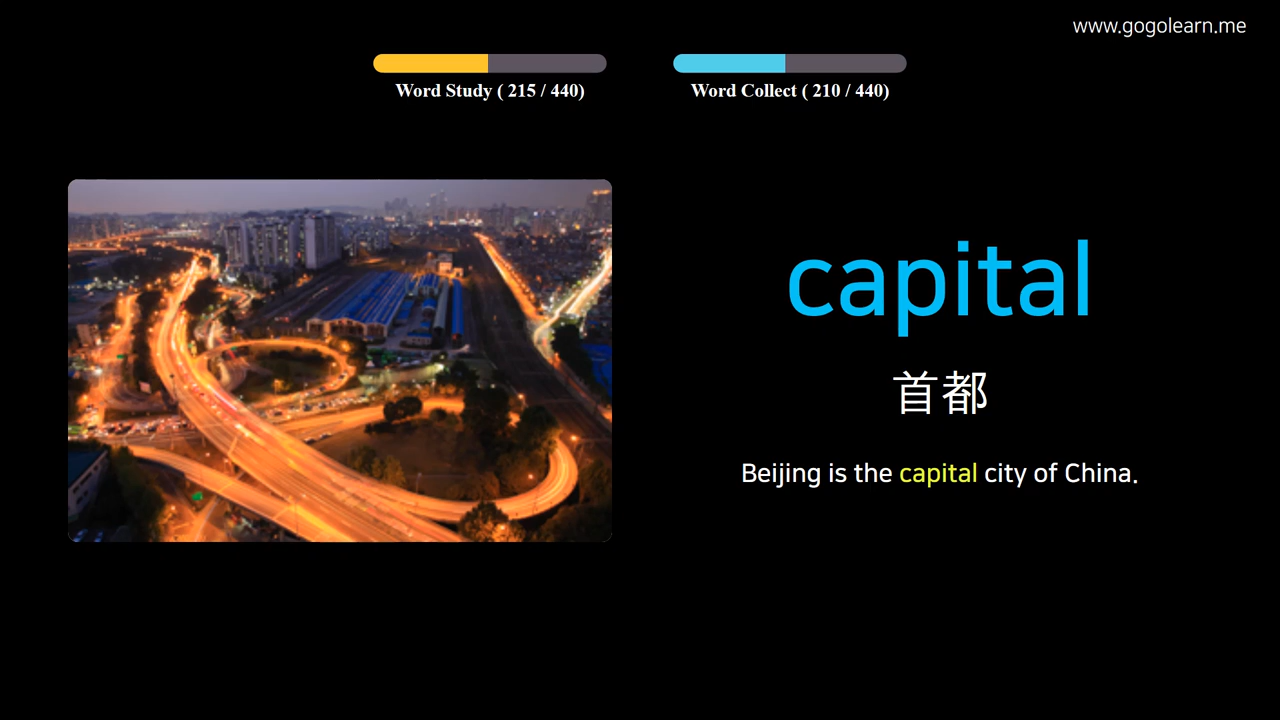 www.gogolearn.me
Word Study ( 215 / 440)
Word Collect ( 210 / 440)
capital
首都
Beijing is the capital city of China.